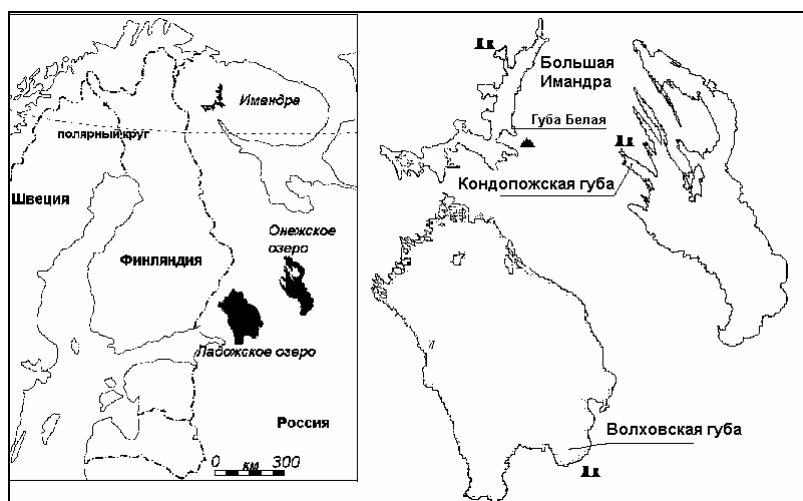 Имандра
полярный круг
Швеция
Онежское
озеро
ФИНЛЯНДИЯ
Ладожское озеро
Россия
0 км 300
Большая
Имандра
Губа Белая
Кондопожская губа
Волховская губа